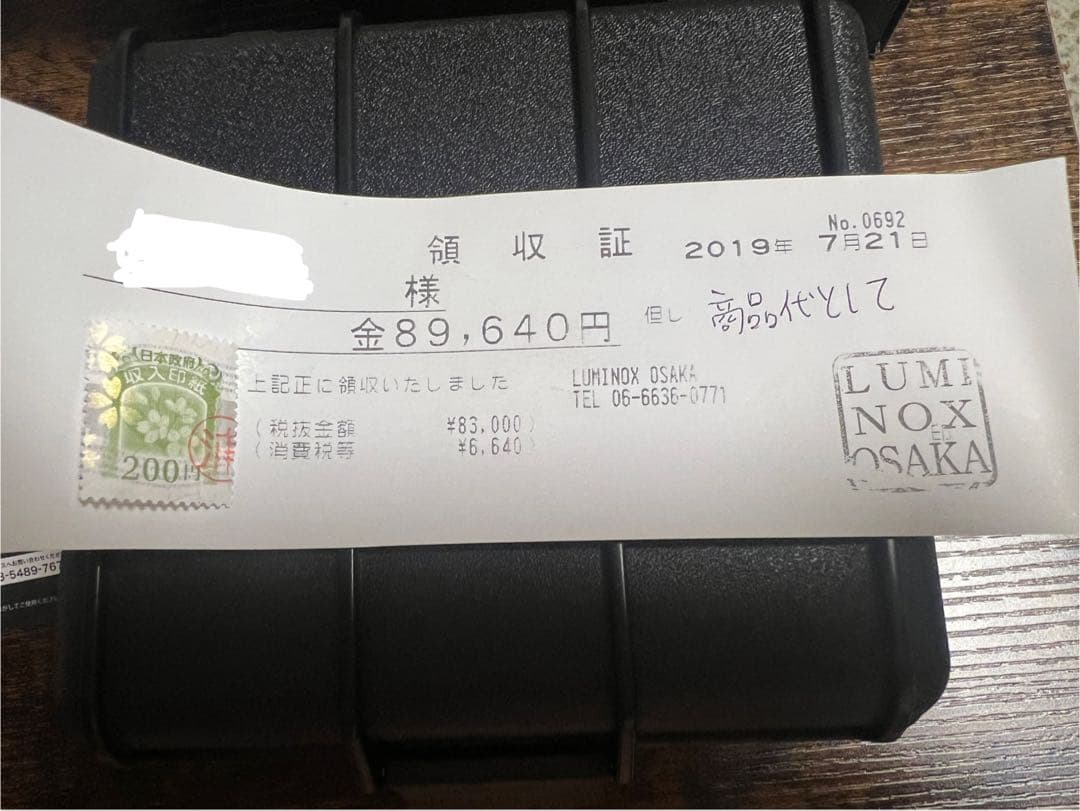 No.0692
領収証 2019年 7月21日
様
金89,640円 但し 商品代として
上記正に領収いたしました
(税抜金額 ¥83,000)
(消費税等 ¥6,640)
LUMINOX OSAKA
TEL 06-6636-0771
日本政府
収入印紙
200円
LUMI
NOX
OSAKA
印
3-5489-767